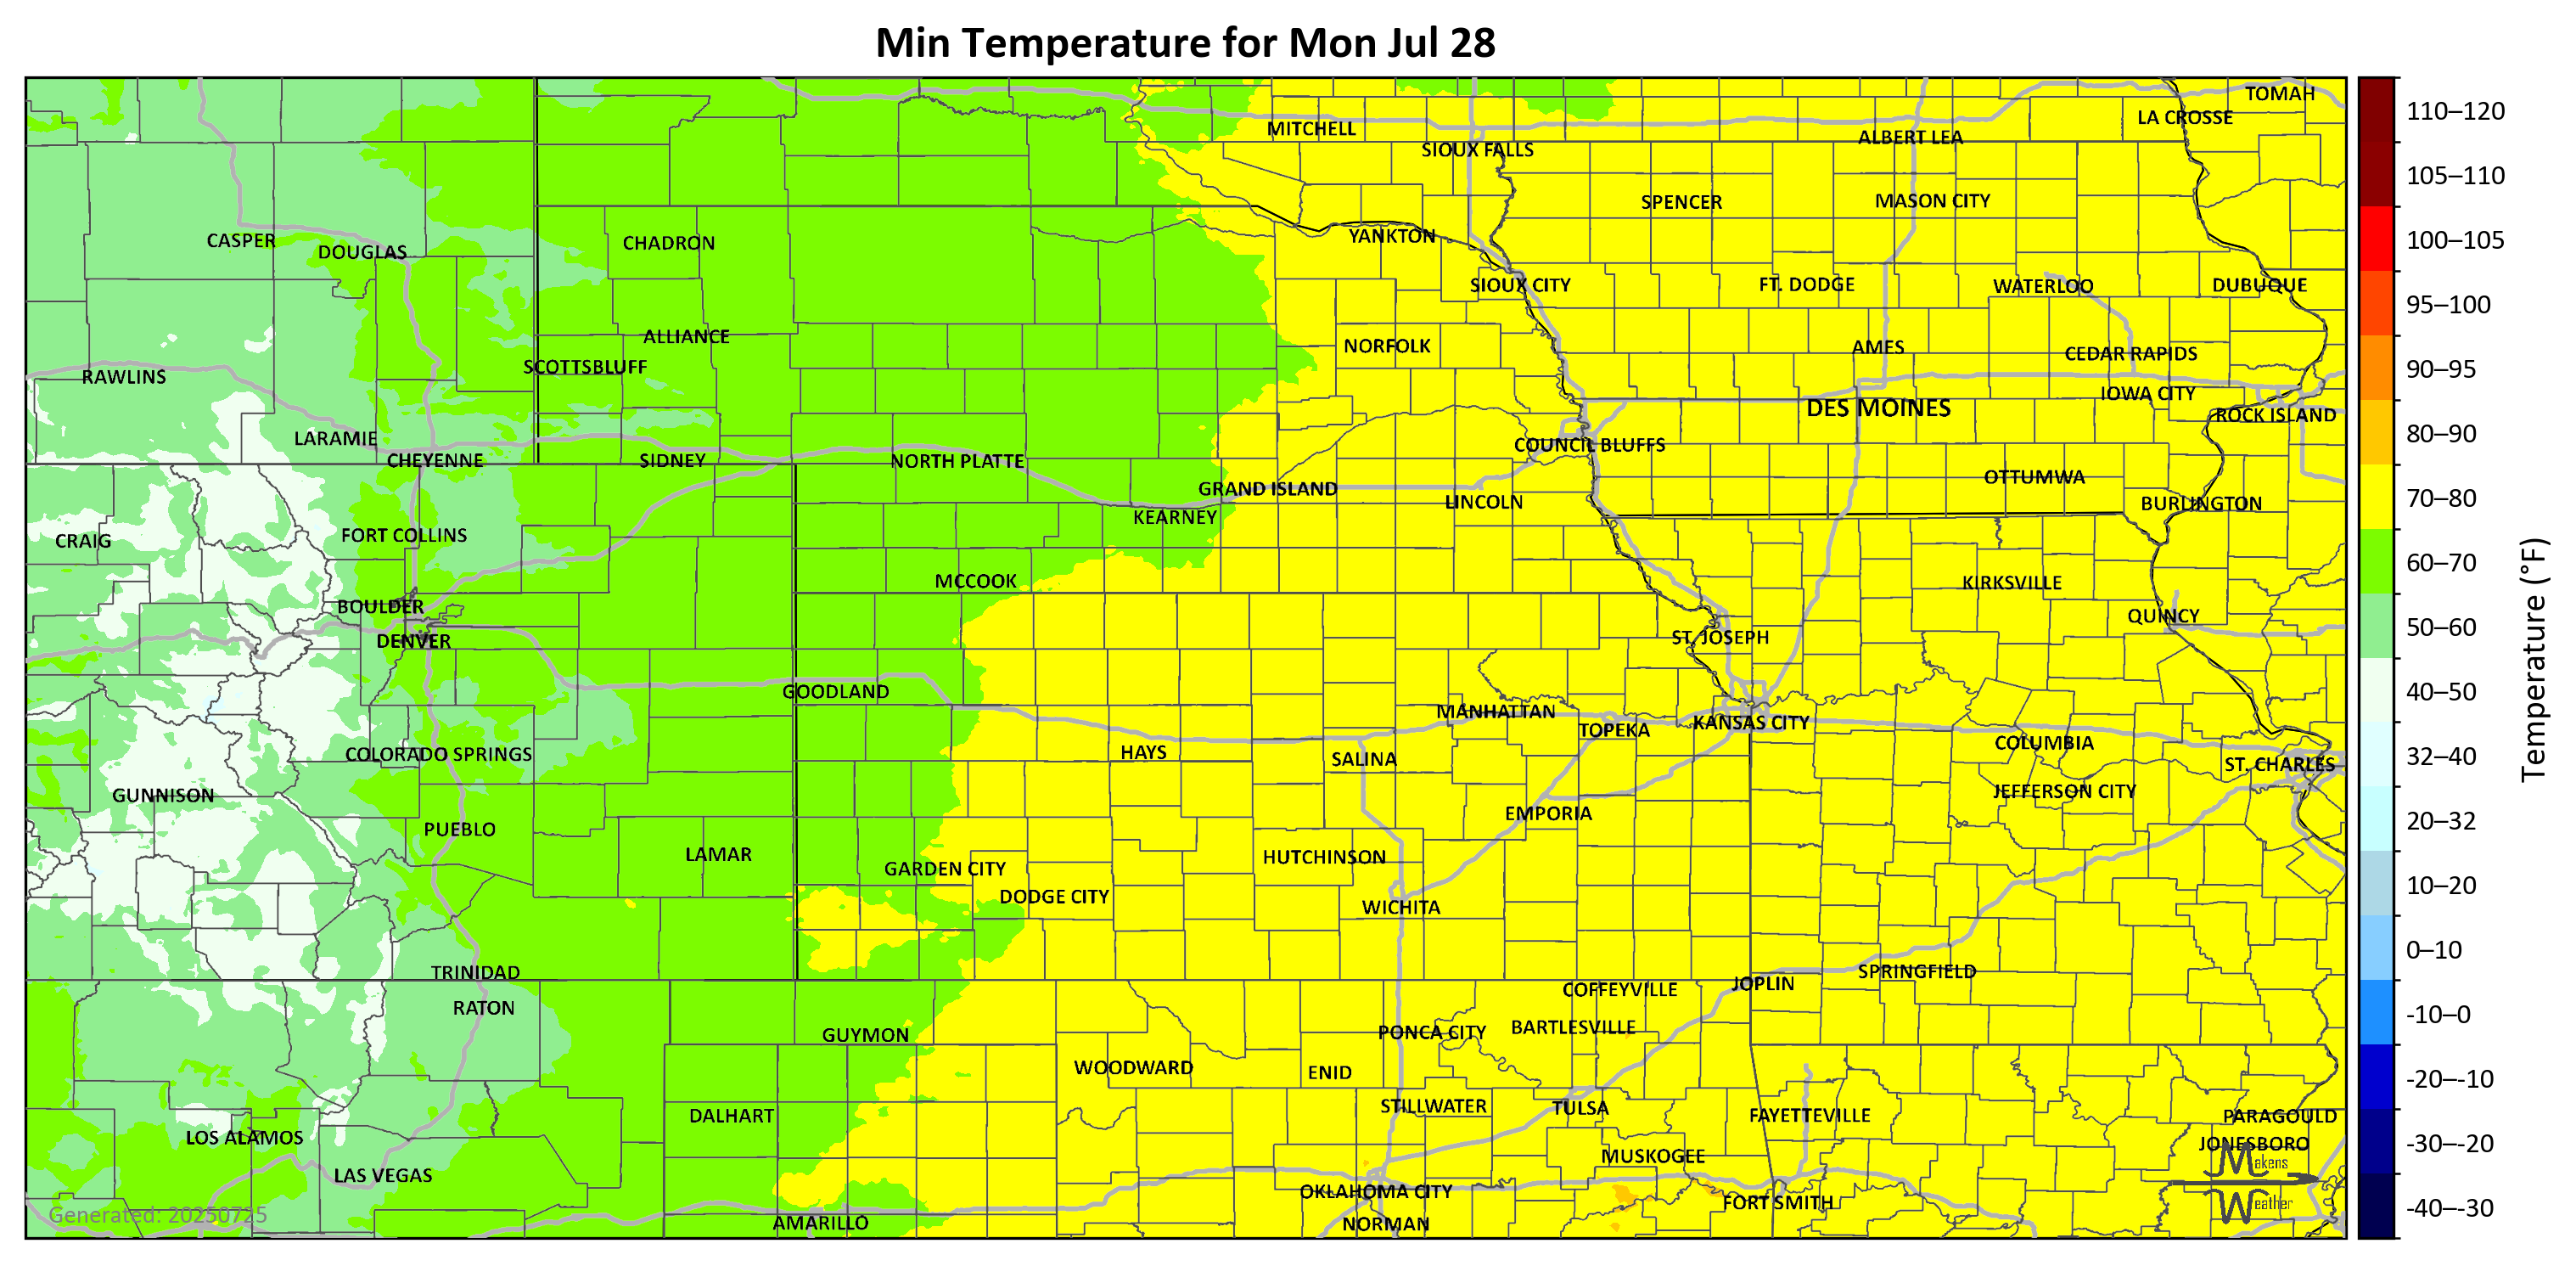 Min Temperature for Mon Jul 28
TOMAH
LA CROSSE
MITCHELL
ALBERT LEA
SIOUX FALLS
SPENCER
MASON CITY
YANKTON
CASPER
CHADRON
DOUGLAS
SIOUX CITY
FT. DODGE
WATERLOO
DUBUQUE
ALLIANCE
NORFOLK
AMES
CEDAR RAPIDS
SCOTTSBLUFF
RAWLINS
IOWA CITY
DES MOINES
ROCK ISLAND
LARAMIE
COUNCIL BLUFFS
CHEYENNE
SIDNEY
NORTH PLATTE
OTTUMWA
GRAND ISLAND
LINCOLN
BURLINGTON
KEARNEY
FORT COLLINS
CRAIG
MCCOOK
KIRKSVILLE
BOULDER
QUINCY
DENVER
ST. JOSEPH
GOODLAND
MANHATTAN
KANSAS CITY
TOPEKA
COLUMBIA
COLORADO SPRINGS
HAYS
SALINA
ST. CHARLES
GUNNISON
JEFFERSON CITY
EMPORIA
PUEBLO
LAMAR
HUTCHINSON
GARDEN CITY
DODGE CITY
WICHITA
TRINIDAD
SPRINGFIELD
JOPLIN
COFFEYVILLE
RATON
GUYMON
PONCA CITY
BARTLESVILLE
WOODWARD
ENID
STILLWATER
TULSA
DALHART
FAYETTEVILLE
PARAGOULD
LOS ALAMOS
JONESBORO
MUSKOGEE
LAS VEGAS
OKLAHOMA CITY
FORT SMITH
AMARILLO
NORMAN
Generated: 20250725
Makens
Weather
110–120
105–110
100–105
95–100
90–95
80–90
70–80
60–70
50–60
40–50
32–40
20–32
10–20
0–10
-10–0
-20–-10
-30–-20
-40–-30
Temperature (°F)